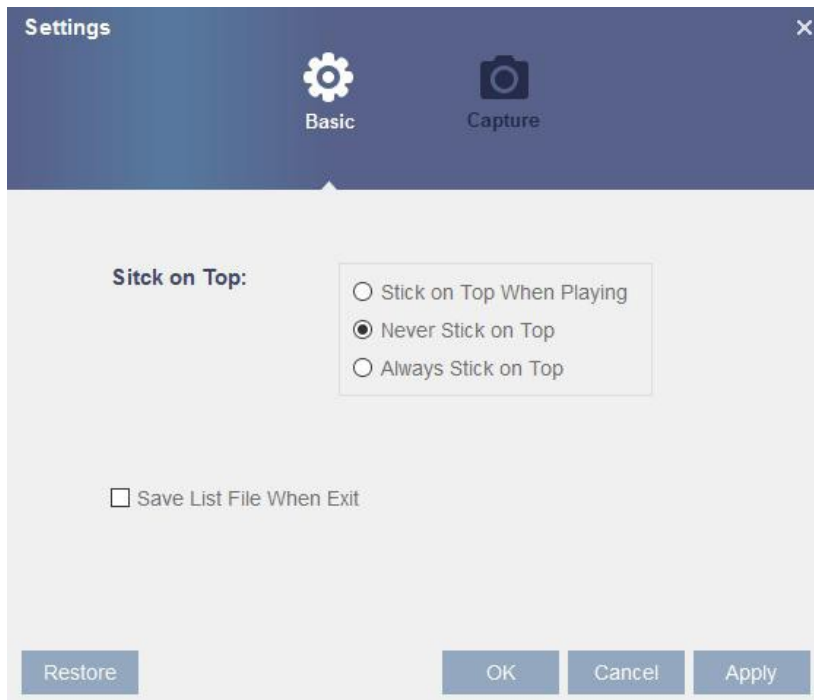 Settings
Basic
Capture
Sitck on Top:
Stick on Top When Playing
Never Stick on Top
Always Stick on Top
Save List File When Exit
Restore
OK
Cancel
Apply